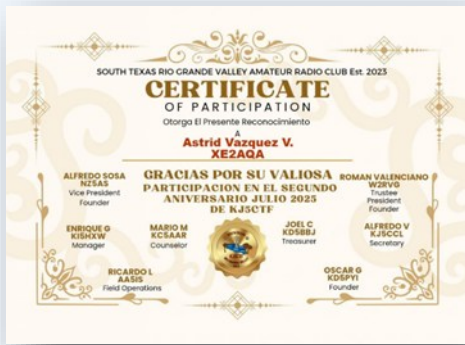 SOUTH TEXAS RIO GRANDE VALLEY AMATEUR RADIO CLUB Est. 2023
CERTIFICATE
OF PARTICIPATION
Otorga El Presente Reconocimiento
A
Astrid Vazquez V.
XE2AQA
GRACIAS POR SU VALIOSA
PARTICIPACION EN EL SEGUNDO
ANIVERSARIO JULIO 2025
DE KJ5CTF
ALFREDO SOSA
NZ5AS
Vice President
Founder
ROMAN VALENCIANO
W2RVG
Trustee
President
Founder
ENRIQUE G
KI5HXW
Manager
MARIO M
KC5AAR
Counselor
JOEL C
KD5BBJ
Treasurer
ALFREDO V
KJ5CCL
Secretary
RICARDO L
AA5IS
Field Operations
OSCAR G
KD5PYI
Founder